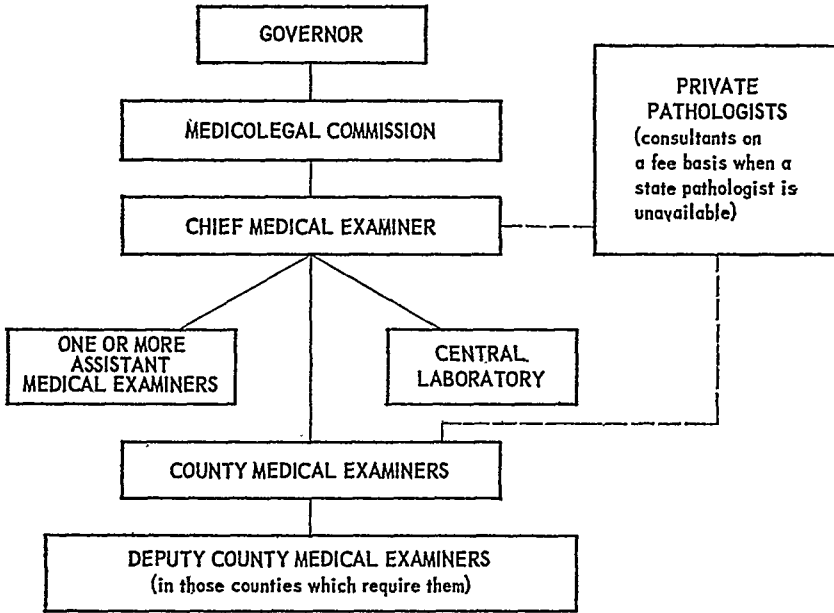 GOVERNOR
MEDICOLEGAL COMMISSION
CHIEF MEDICAL EXAMINER
PRIVATE
PATHOLOGISTS
(consultants on
a fee basis when a
state pathologist is
unavailable)
ONE OR MORE
ASSISTANT
MEDICAL EXAMINERS
CENTRAL
LABORATORY
COUNTY MEDICAL EXAMINERS
DEPUTY COUNTY MEDICAL EXAMINERS
(in those counties which require them)